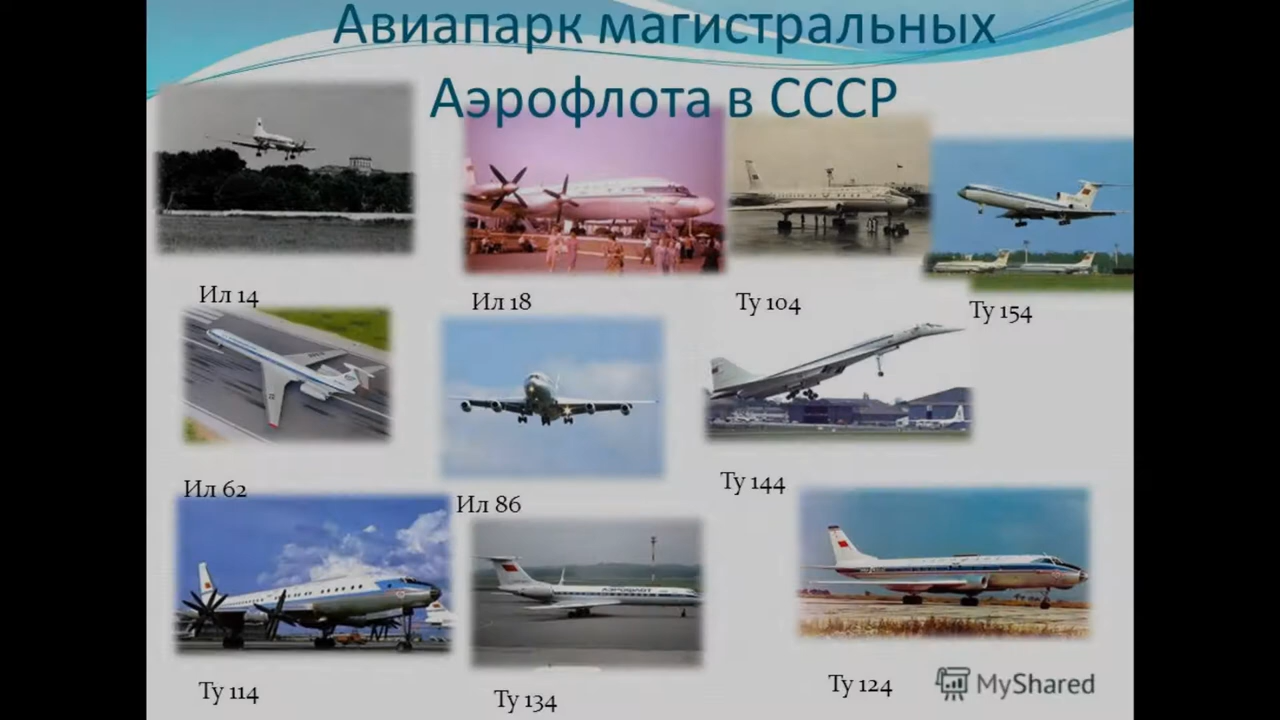 Авиапарк магистральных
Аэрофлота в СССР
Ил 14
Ил 18
Ту 104
Ту 154
Ил 62
Ил 86
Ту 144
АЭРОФЛОТ
Ту 114
Ту 134
Ту 124
MyShared